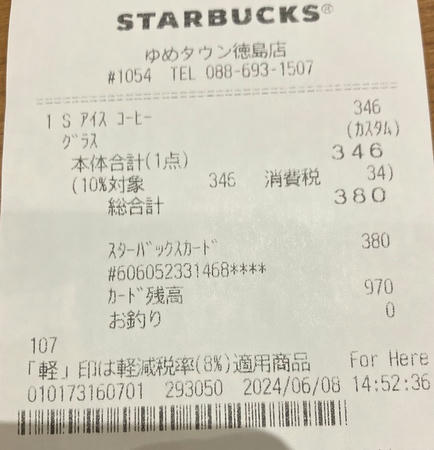 STARBUCKS®
ゆめタウン徳島店
#1054 TEL 088-693-1507
1 S アイス コーヒー 346
グラス (カスタム)
本体合計(1点) 346
(10%対象 346 消費税 34)
総合計 380
スターバックスカード 380
#606052331468****
カード残高 970
お釣り 0
107
「軽」印は軽減税率(8%)適用商品 For Here
010173160701 293050 2024/06/08 14:52:36